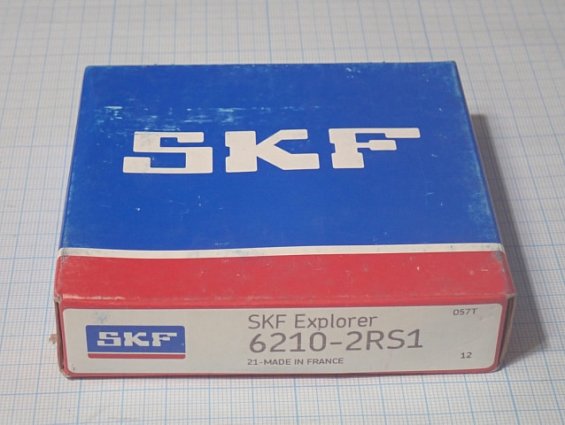 SKF
SKF
SKF Explorer
057T
6210-2RS1
21-MADE IN FRANCE
12